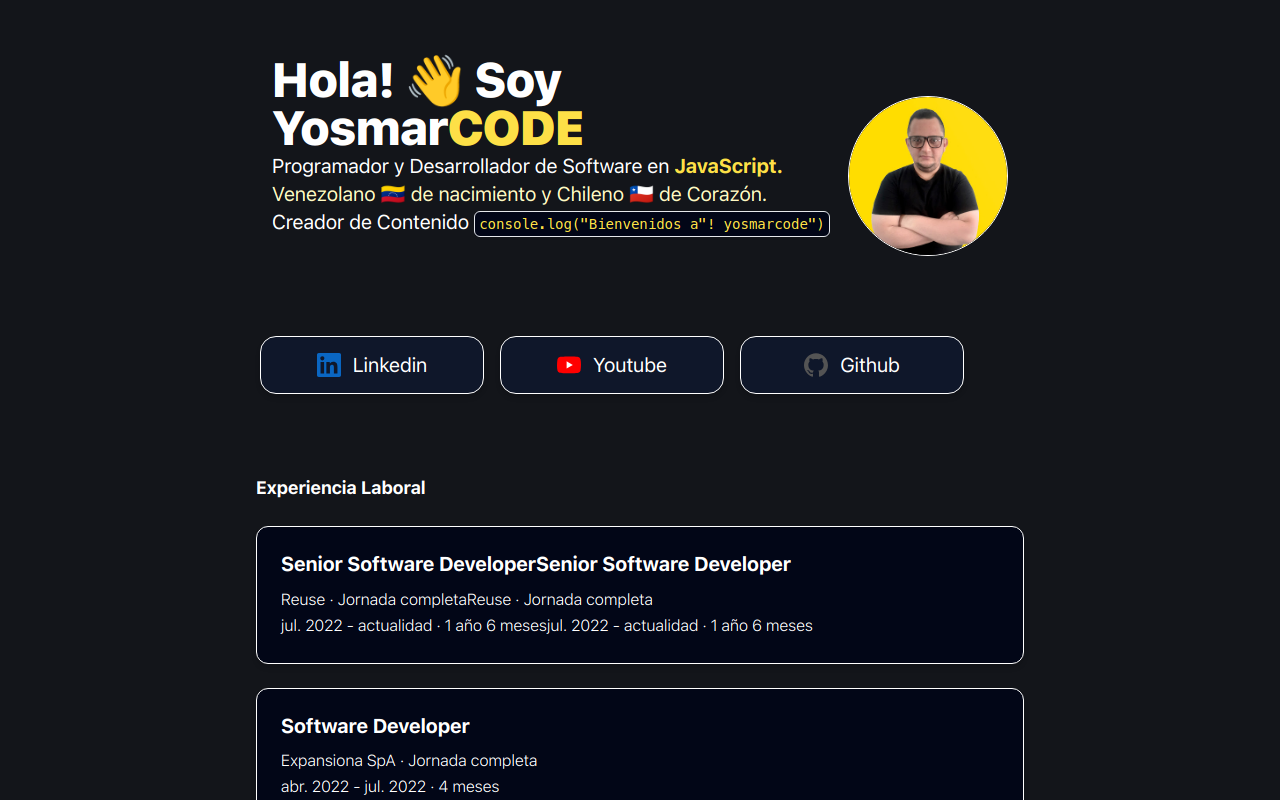 Hola! 👋 Soy
YosmarCODE
Programador y Desarrollador de Software en JavaScript.
Venezolano 🇻🇪 de nacimiento y Chileno 🇨🇱 de Corazón.
Creador de Contenido console.log("Bienvenidos a"! yosmarcode")
Linkedin
Youtube
Github
Experiencia Laboral
Senior Software DeveloperSenior Software Developer
Reuse · Jornada completaReuse · Jornada completa
jul. 2022 - actualidad · 1 año 6 mesesjul. 2022 - actualidad · 1 año 6 meses
Software Developer
Expansiona SpA · Jornada completa
abr. 2022 - jul. 2022 · 4 meses